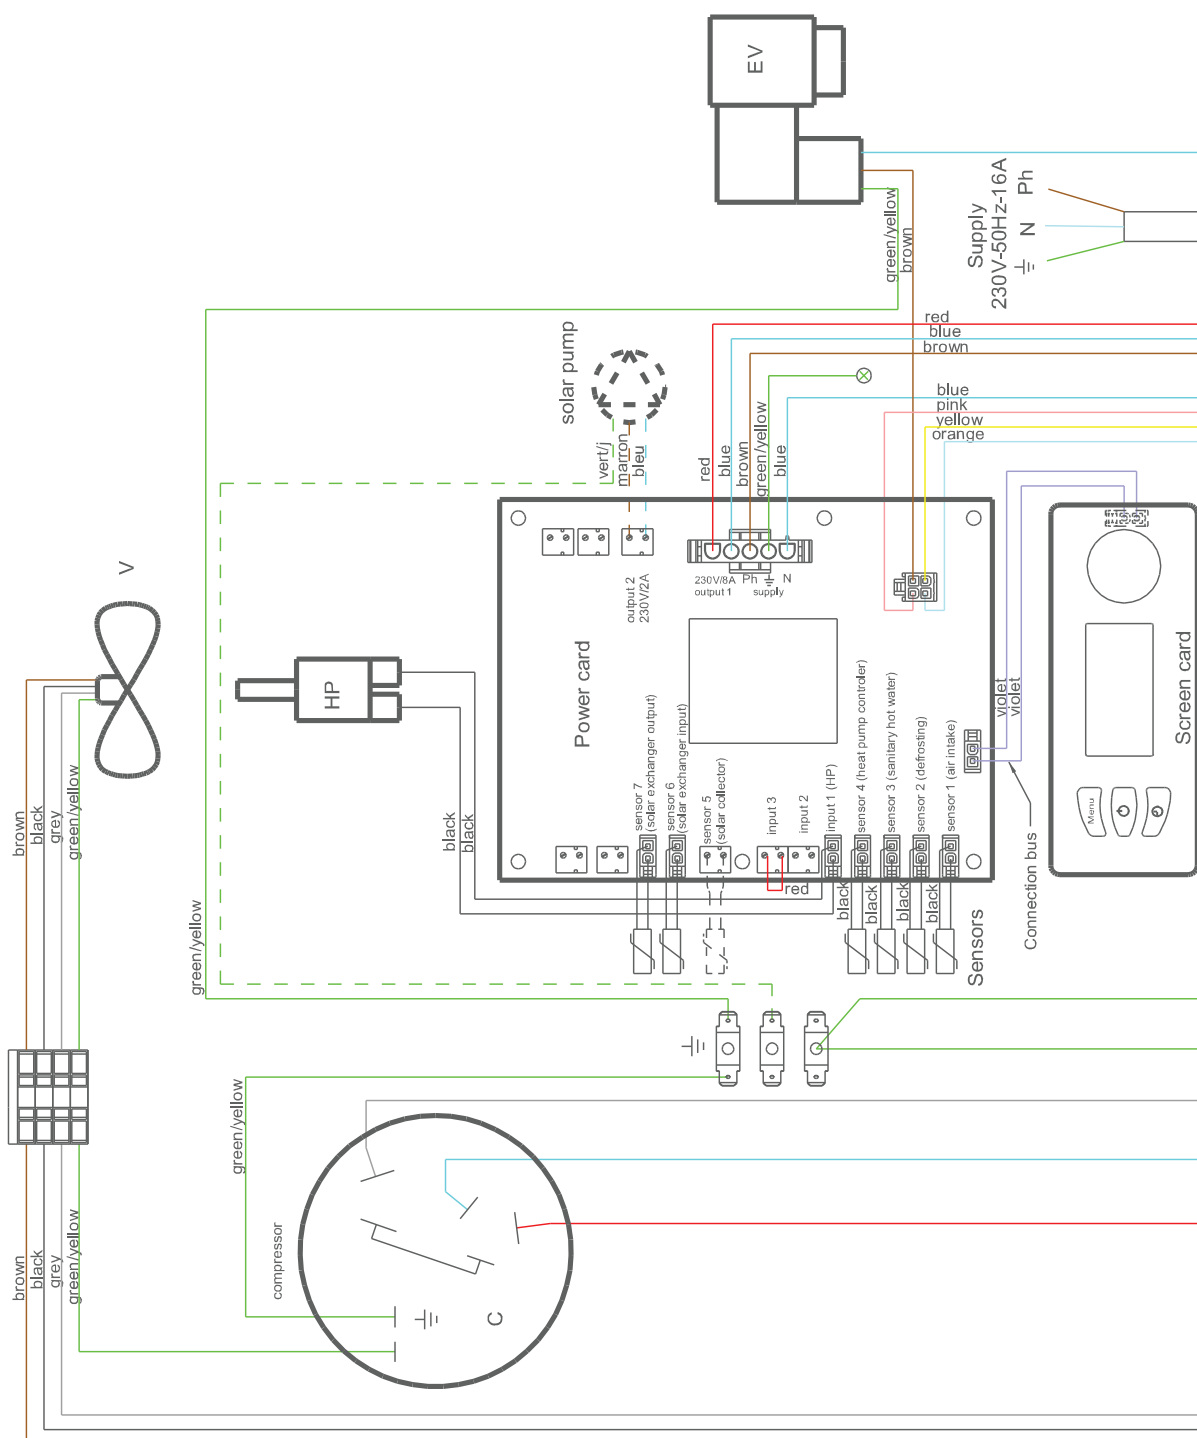 EV
green/yellow
brown
Supply
230V-50Hz-16A
Ph
N
red
blue
brown
blue
pink
yellow
orange
solar pump
vert/j
marron
bleu
red
blue
brown
green/yellow
blue
V
HP
230V/8A
output 1
Ph
N
supply
output 2
230V/2A
Power card
sensor 7
(solar exchanger output)
sensor 6
(solar exchanger input)
sensor 5
(solar collector)
input 3
input 2
input 1 (HP)
sensor 4 (heat pump controller)
sensor 3 (sanitary hot water)
sensor 2 (defrosting)
sensor 1 (air intake)
violet
violet
Connection bus
Screen card
Menu
black
black
red
black
black
black
black
Sensors
brown
black
grey
green/yellow
green/yellow
green/yellow
brown
black
grey
green/yellow
compressor
C